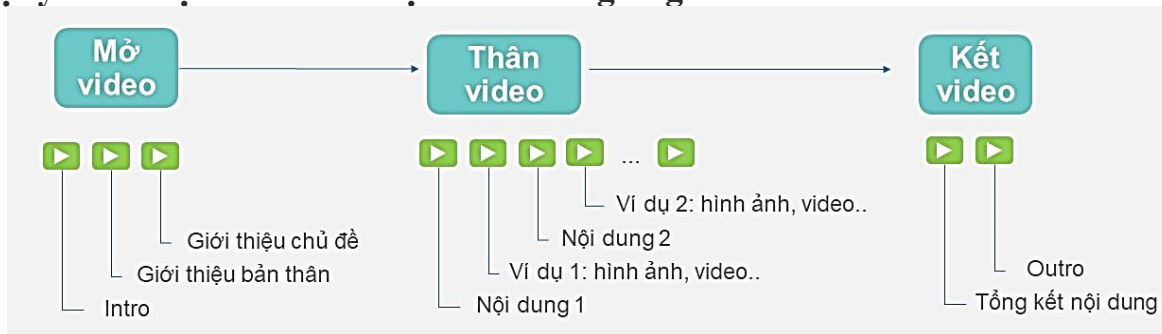 Mở
video
Thân
video
Kết
video
...
Ví dụ 2: hình ảnh, video..
Giới thiệu chủ đề
Nội dung 2
Giới thiệu bản thân
Ví dụ 1: hình ảnh, video..
Outro
Intro
Nội dung 1
Tổng kết nội dung